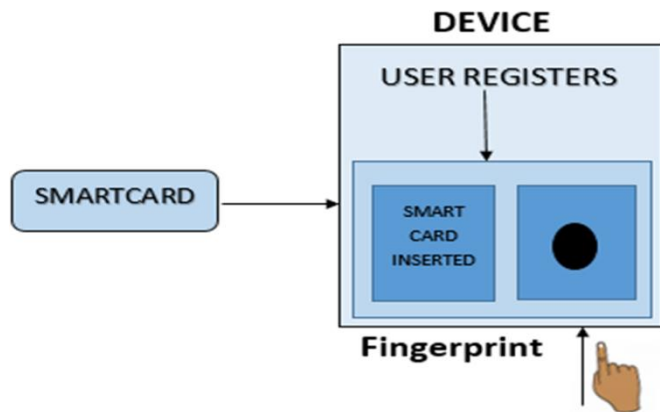 DEVICE
USER REGISTERS
SMARTCARD
SMART
CARD
INSERTED
Fingerprint